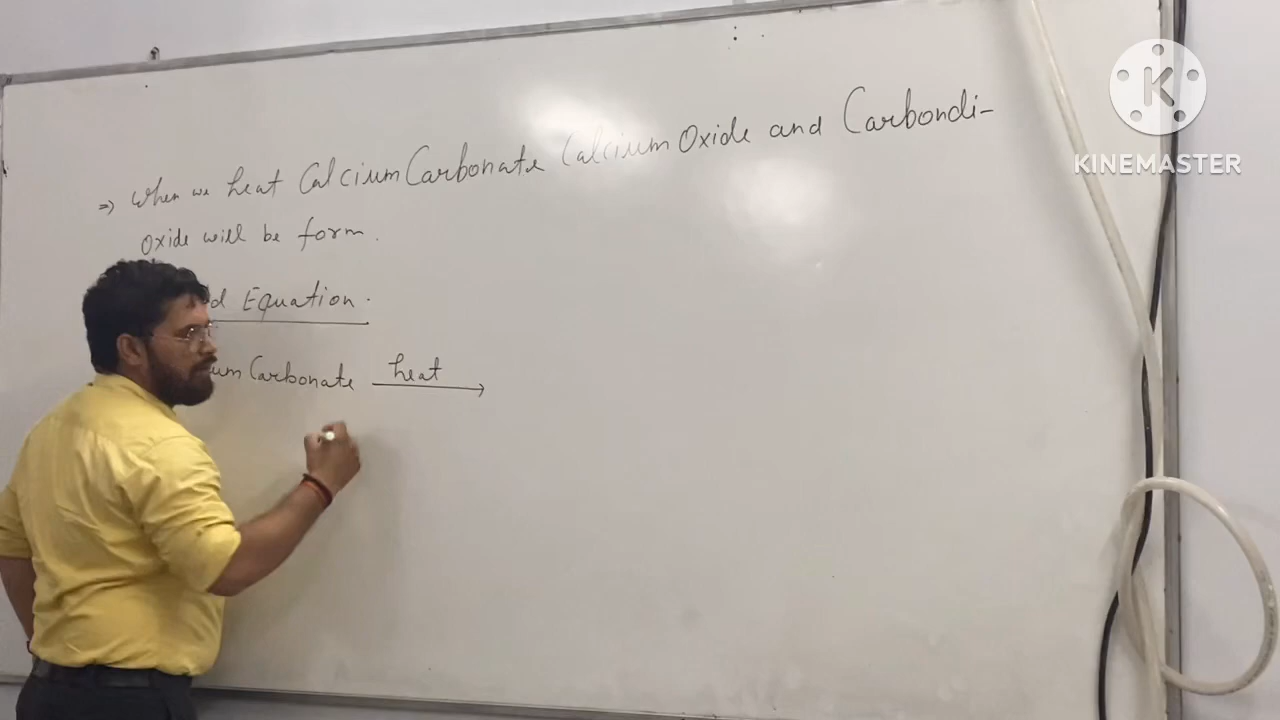 ⇒ When we heat Calcium Carbonate Calcium Oxide and Carbondi-
Oxide will be form.
d Equation.
um Carbonate heat →
K
KINEMASTER